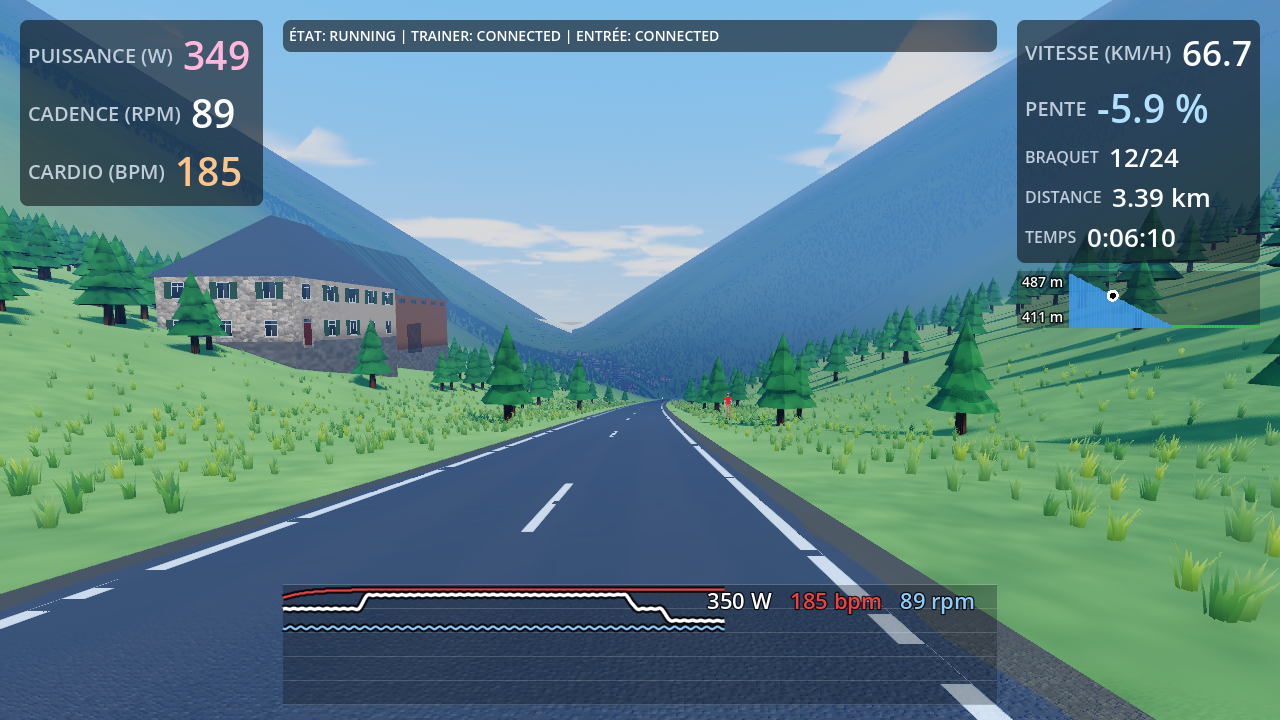 PUISSANCE (W) 349
CADENCE (RPM) 89
CARDIO (BPM) 185
ÉTAT: RUNNING | TRAINER: CONNECTED | ENTRÉE: CONNECTED
VITESSE (KM/H) 66.7
PENTE -5.9 %
BRAQUET 12/24
DISTANCE 3.39 km
TEMPS 0:06:10
487 m
411 m
350 W 185 bpm 89 rpm